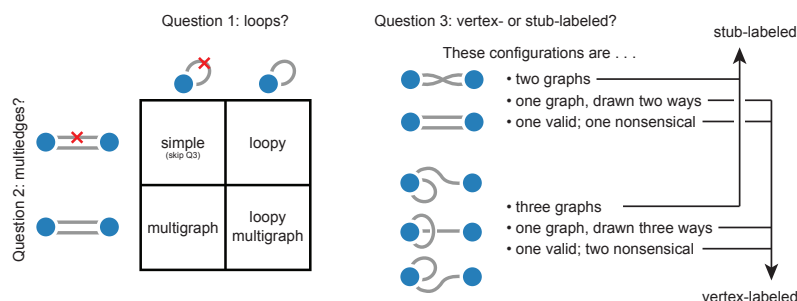 Question 1: loops?
Question 2: multiedges?
simple
(skip Q3)
loopy
multigraph
loopy
multigraph
Question 3: vertex- or stub-labeled?
These configurations are . . .
stub-labeled
• two graphs
• one graph, drawn two ways
• one valid; one nonsensical
• three graphs
• one graph, drawn three ways
• one valid; two nonsensical
vertex-labeled